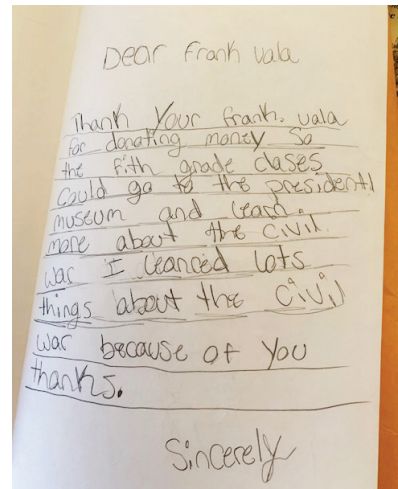 Dear Frank vala
Thank Your frank. vala
for donating money So
the fith grade clases
Could go to the presidentl
museum and learn
more about the civil.
war I learced lots
things about the civil
war because of you
thanks.
Sincerely